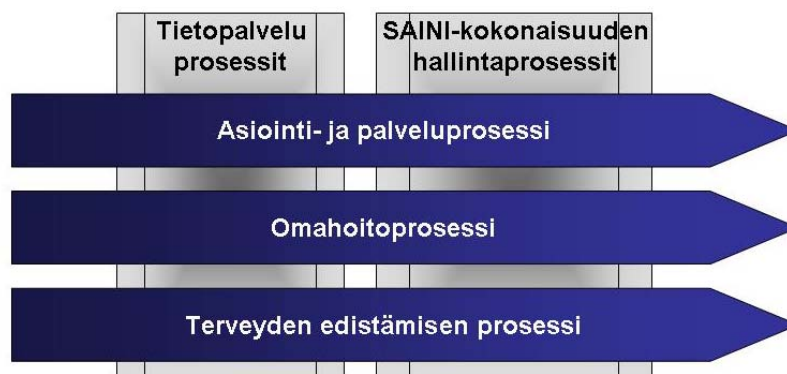 Tietopalvelu
prosessit
SAINI-kokonaisuuden
hallintaprosessit
Asiointi- ja palveluprosessi
Omahoitoprosessi
Terveyden edistämisen prosessi